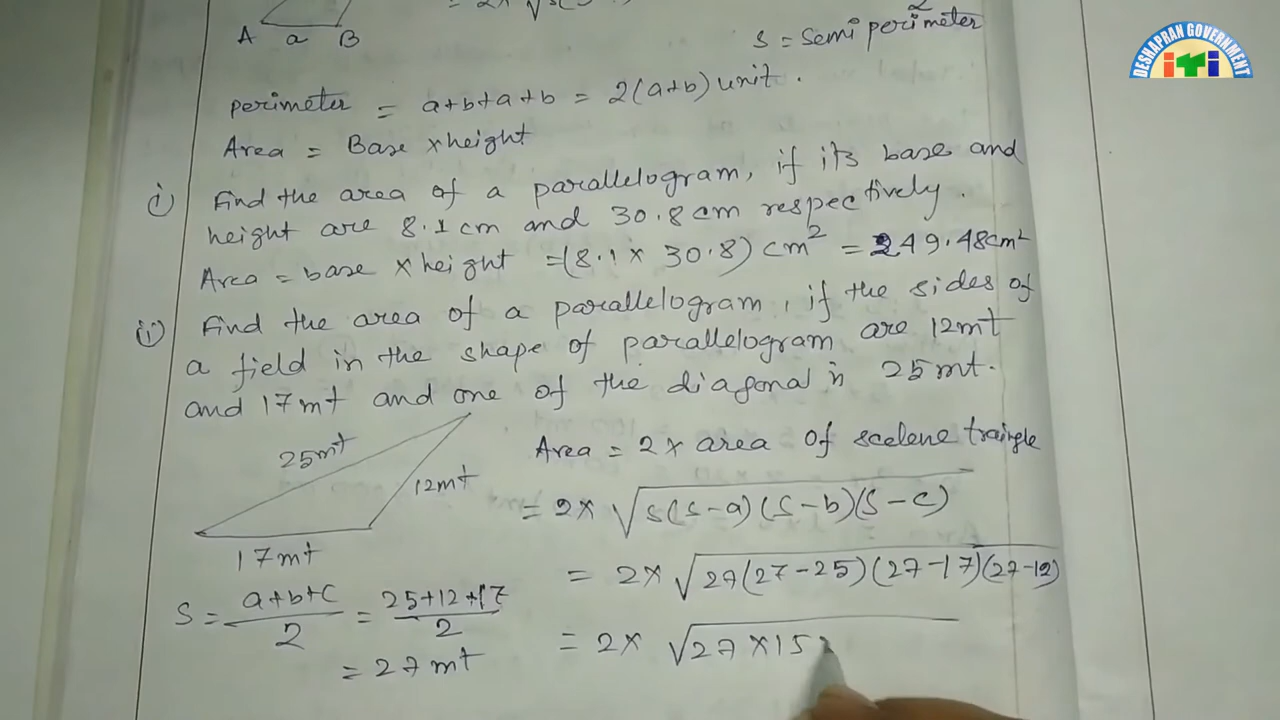 DESHAPRAN GOVERNMENT
iTi
A a B
S = Semi perimeter
perimeter = a+b+a+b = 2(a+b) unit.
Area = Base × height
i) Find the area of a parallelogram, if its base and
height are 8.1 cm and 30.8 cm respectively.
Area = base × height = (8.1 × 30.8) cm² = 249.48 cm²
ii) Find the area of a parallelogram, if the sides of
a field in the shape of parallelogram are 12mt
and 17mt and one of the diagonal is 25mt.
25mt
12mt
17mt
Area = 2 × area of scelene traingle
= 2× √s(s-a)(s-b)(s-c)
= 2× √27(27-25)(27-17)(27-12)
= 2× √27×15
S = a+b+c/2 = 25+12+17/2
= 27 mt